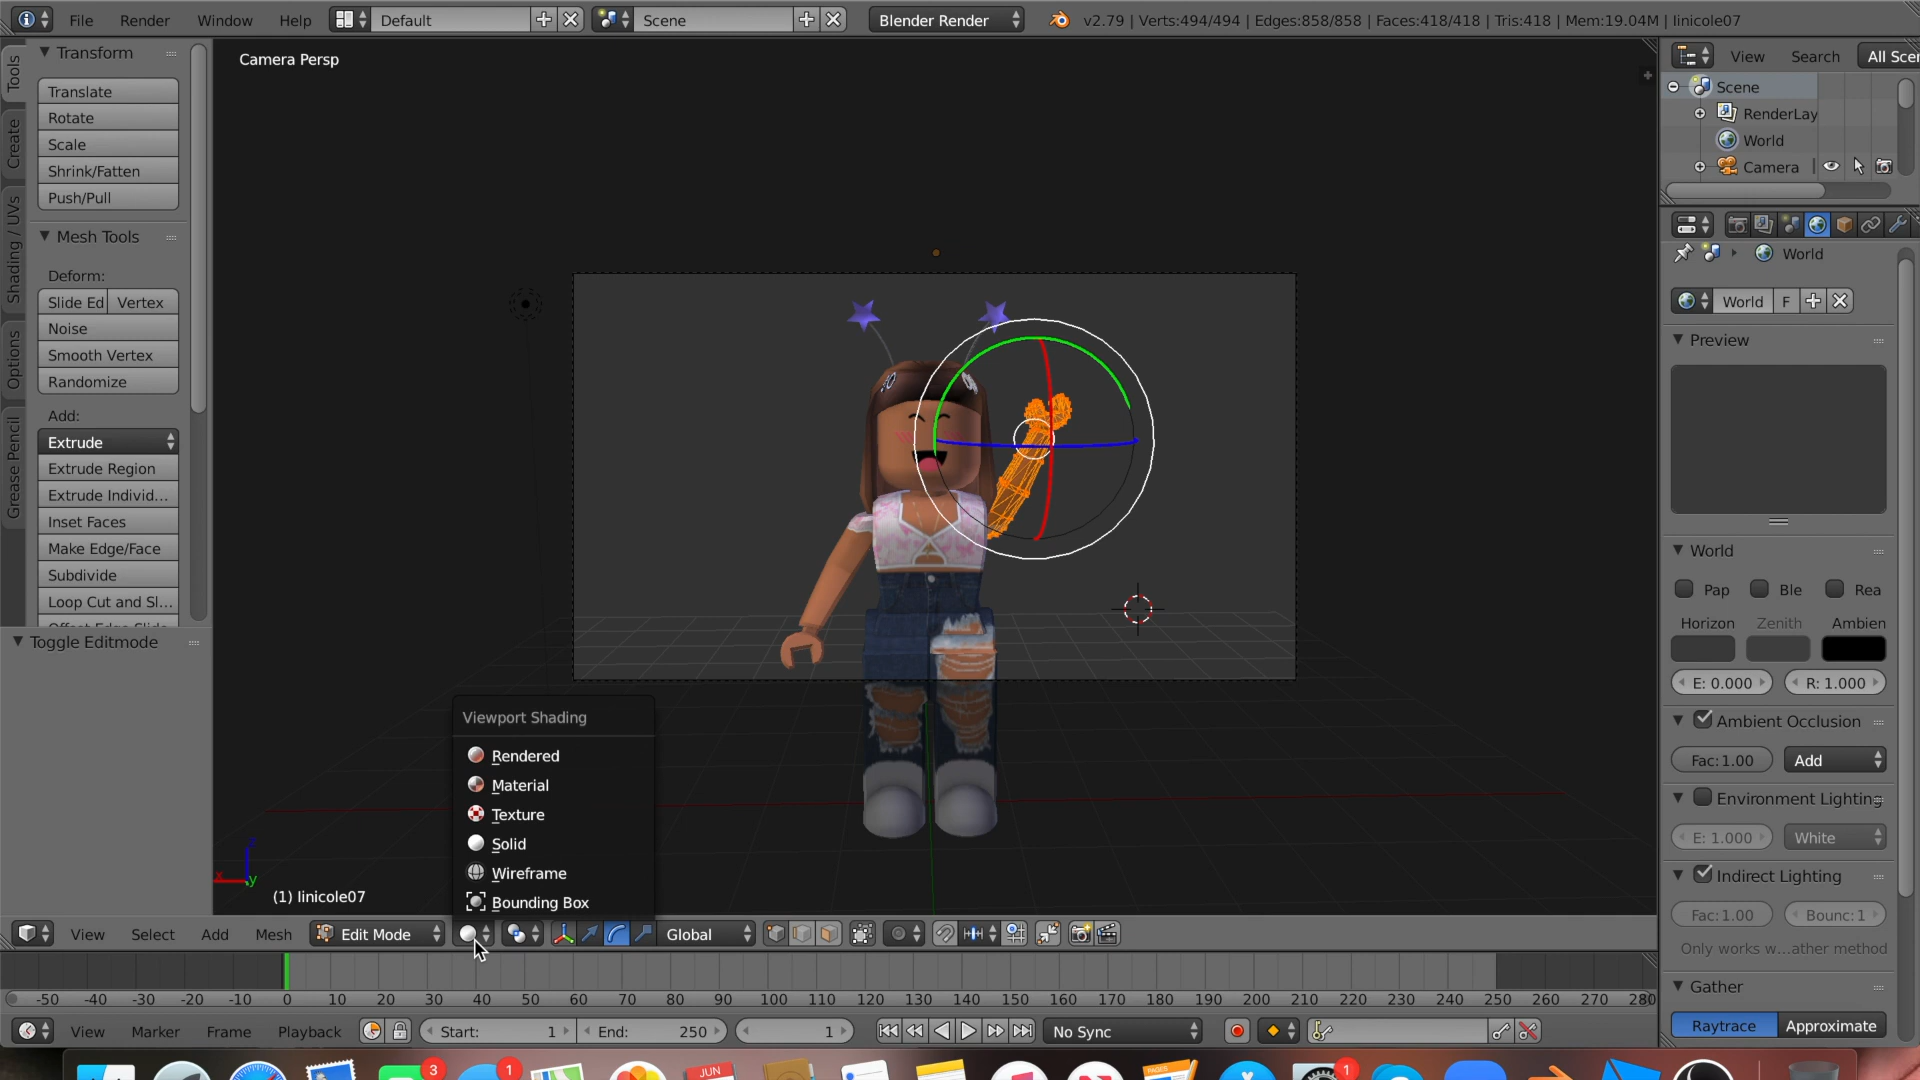 File Render Window Help Default Scene Blender Render v2.79 | Verts:494/494 | Edges:858/858 | Faces:418/418 | Tris:418 | Mem:19.04M | linicole07
Camera Persp
Tools
Create
Shading / UVs
Options
Grease Pencil
Transform
Translate
Rotate
Scale
Shrink/Fatten
Push/Pull
Mesh Tools
Deform:
Slide Ed Vertex
Noise
Smooth Vertex
Randomize
Add:
Extrude
Extrude Region
Extrude Individ...
Inset Faces
Make Edge/Face
Subdivide
Loop Cut and Sl...
Offset Edge Slide
Toggle Editmode
Viewport Shading
Rendered
Material
Texture
Solid
Wireframe
Bounding Box
z
x
y
(1) linicole07
View Select Add Mesh Edit Mode Global
View Search All Scen
Scene
RenderLay
World
Camera
World
World F
Preview
World
Pap Ble Rea
Horizon Zenith Ambien
E: 0.000 R: 1.000
Ambient Occlusion
Fac: 1.00 Add
Environment Lighting
E: 1.000 White
Indirect Lighting
Fac: 1.00 Bounc: 1
Only works w...ather method
Gather
Raytrace Approximate
-50 -40 -30 -20 -10 0 10 20 30 40 50 60 70 80 90 100 110 120 130 140 150 160 170 180 190 200 210 220 230 240 250 260 270 280
View Marker Frame Playback Start: 1 End: 250 1 No Sync
3 1 JUN PAGES 1